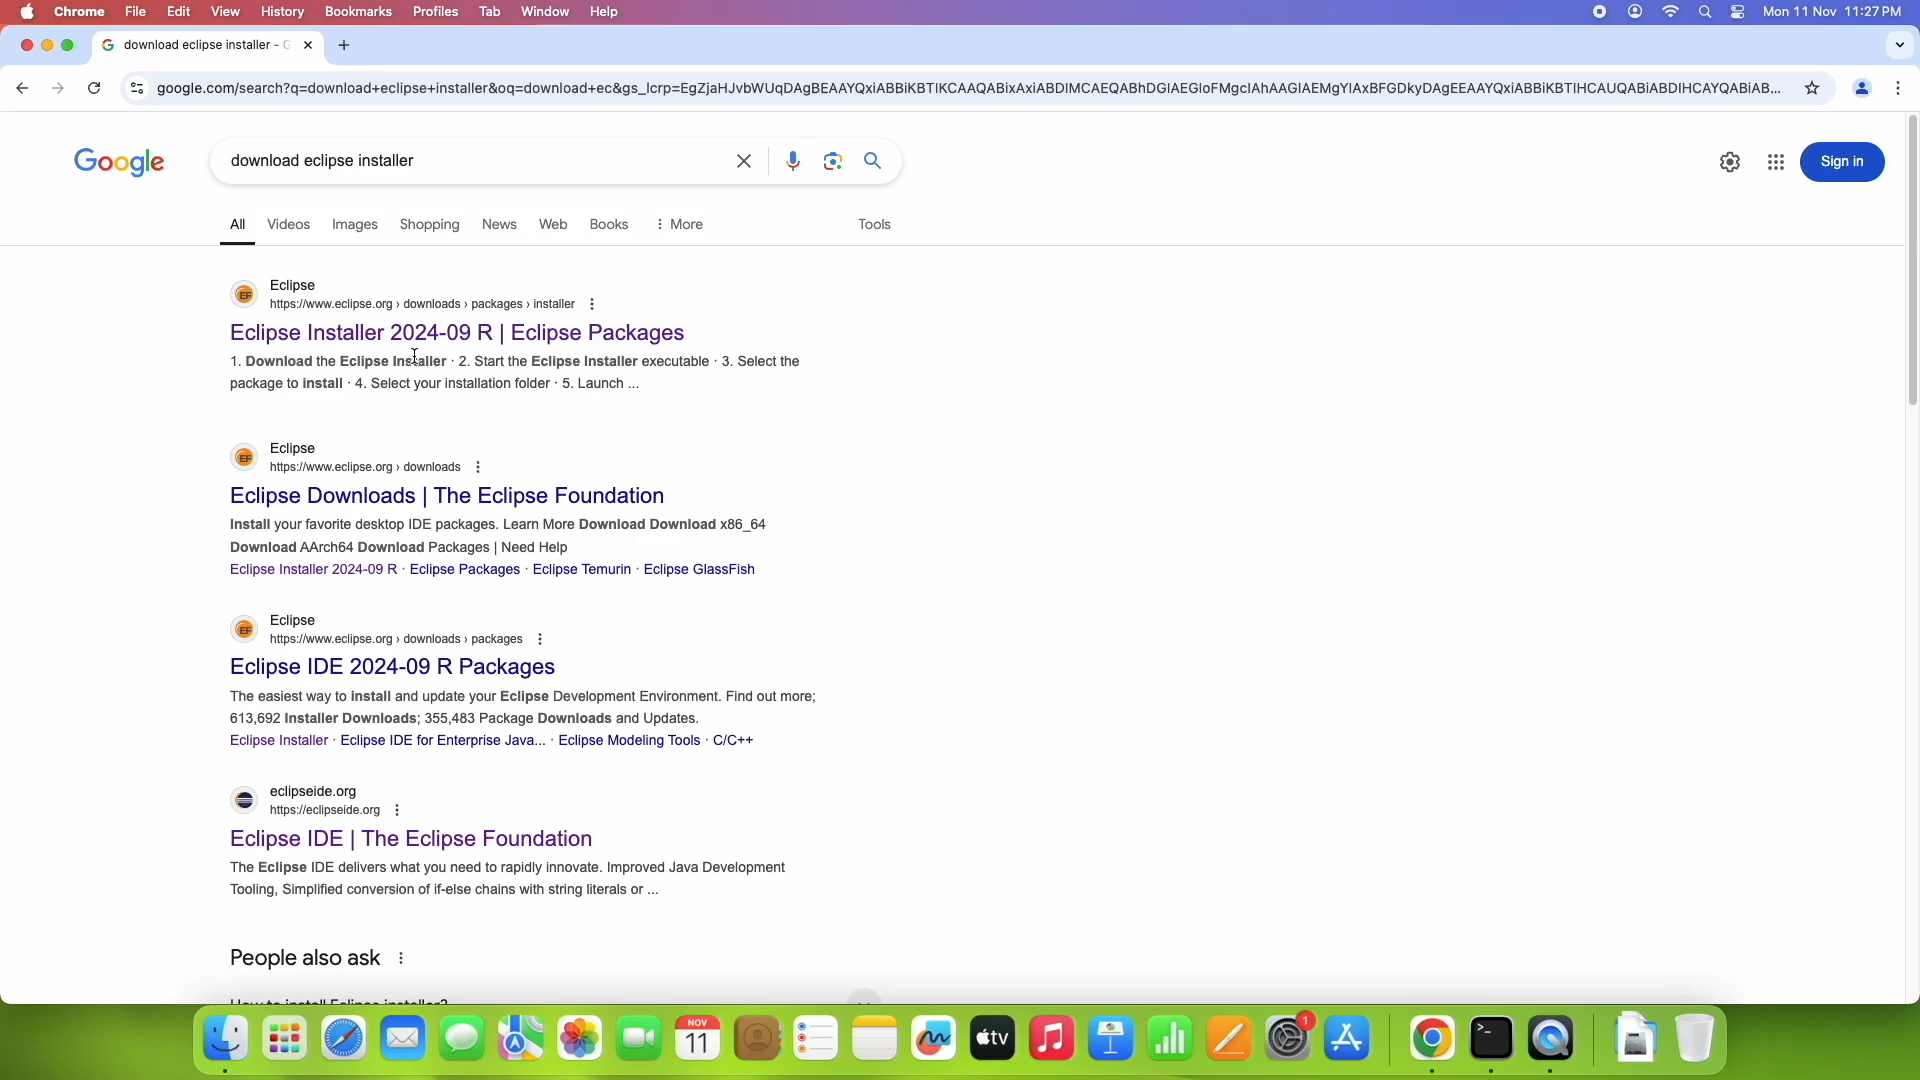 Chrome File Edit View History Bookmarks Profiles Tab Window Help Mon 11 Nov 11:27 PM
download eclipse installer - G
google.com/search?q=download+eclipse+installer&oq=download+ec&gs_lcrp=
Google download eclipse installer Sign in
All Videos Images Shopping News Web Books More Tools
Eclipse
https://www.eclipse.org › downloads › packages › installer
Eclipse Installer 2024-09 R | Eclipse Packages
1. Download the Eclipse Installer · 2. Start the Eclipse Installer executable · 3. Select the
package to install · 4. Select your installation folder · 5. Launch ...
Eclipse
https://www.eclipse.org › downloads
Eclipse Downloads | The Eclipse Foundation
Install your favorite desktop IDE packages. Learn More Download Download x86_64
Download AArch64 Download Packages | Need Help
Eclipse Installer 2024-09 R · Eclipse Packages · Eclipse Temurin · Eclipse GlassFish
Eclipse
https://www.eclipse.org › downloads › packages
Eclipse IDE 2024-09 R Packages
The easiest way to install and update your Eclipse Development Environment. Find out more;
613,692 Installer Downloads; 355,483 Package Downloads and Updates.
Eclipse Installer · Eclipse IDE for Enterprise Java... · Eclipse Modeling Tools · C/C++
eclipseide.org
https://eclipseide.org
Eclipse IDE | The Eclipse Foundation
The Eclipse IDE delivers what you need to rapidly innovate. Improved Java Development
Tooling, Simplified conversion of if-else chains with string literals or ...
People also ask
How to install Eclipse installer?
NOV
11
tv
1